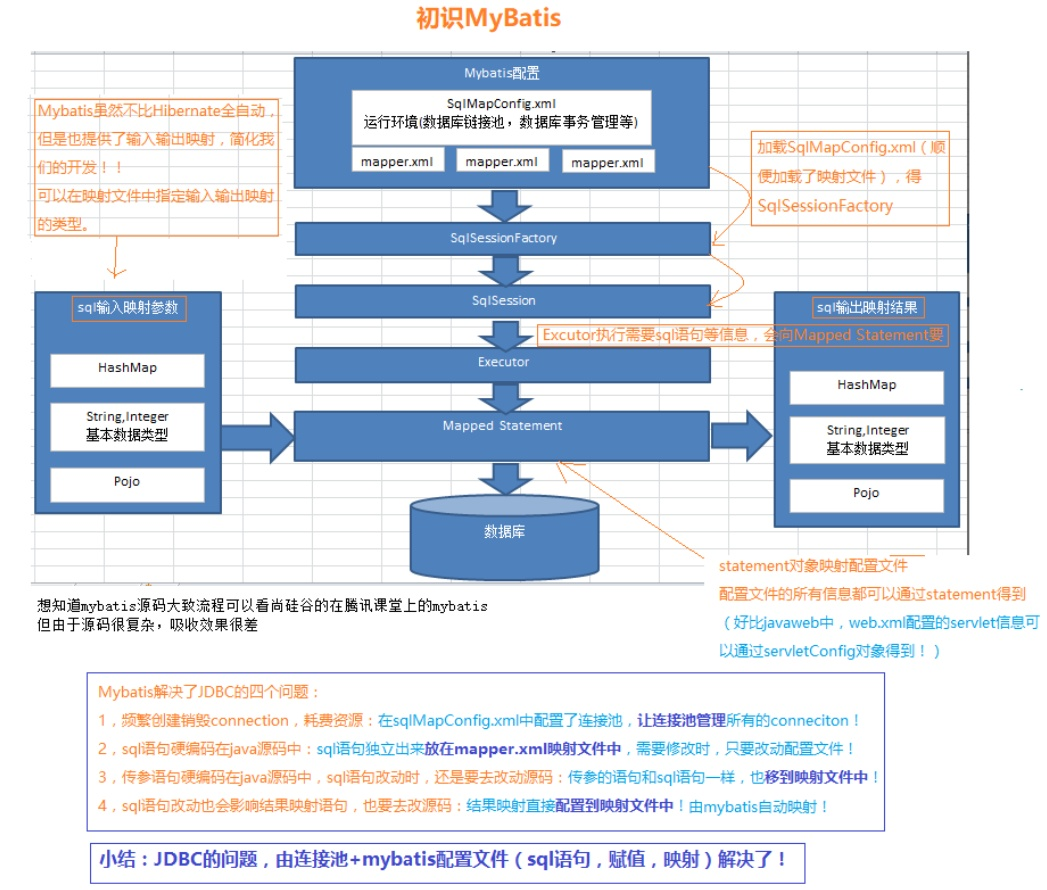 初识MyBatis
Mybatis配置
SqlMapConfig.xml
运行环境(数据库链接池，数据库事务管理等)
mapper.xml
mapper.xml
mapper.xml
Mybatis虽然不比Hibernate全自动，
但是也提供了输入输出映射，简化我
们的开发！！
可以在映射文件中指定输入输出映射
的类型。
加载SqlMapConfig.xml（顺
便加载了映射文件），得
SqlSessionFactory
SqlSessionFactory
SqlSession
Excutor执行需要sql语句等信息，会向Mapped Statement要
Executor
Mapped Statement
数据库
sql输入映射参数
HashMap
String,Integer
基本数据类型
Pojo
sql输出映射结果
HashMap
String,Integer
基本数据类型
Pojo
statement对象映射配置文件
配置文件的所有信息都可以通过statement得到
（好比javaweb中，web.xml配置的servlet信息可
以通过servletConfig对象得到！）
想知道mybatis源码大致流程可以看尚硅谷的在腾讯课堂上的mybatis
但由于源码很复杂，吸收效果很差
Mybatis解决了JDBC的四个问题：
1，频繁创建销毁connection，耗费资源：在sqlMapConfig.xml中配置了连接池，让连接池管理所有的conneciton！
2，sql语句硬编码在java源码中：sql语句独立出来放在mapper.xml映射文件中，需要修改时，只要改动配置文件！
3，传参语句硬编码在java源码中，sql语句改动时，还是要去改动源码：传参的语句和sql语句一样，也移到映射文件中！
4，sql语句改动也会影响结果映射语句，也要去改源码：结果映射直接配置到映射文件中！由mybatis自动映射！
小结：JDBC的问题，由连接池+mybatis配置文件（sql语句，赋值，映射）解决了！